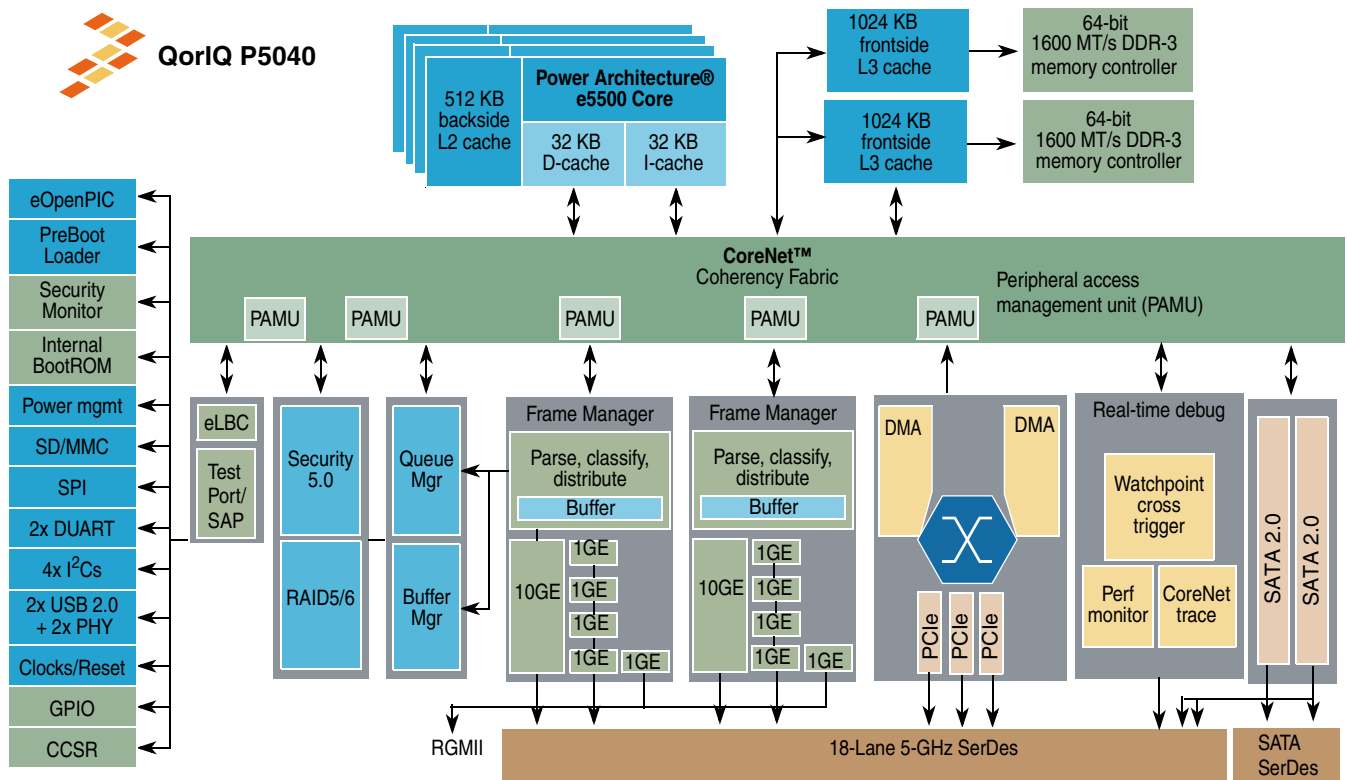 QorIQ P5040
512 KB
backside
L2 cache
Power Architecture®
e5500 Core
32 KB
D-cache
32 KB
I-cache
1024 KB
frontside
L3 cache
64-bit
1600 MT/s DDR-3
memory controller
1024 KB
frontside
L3 cache
64-bit
1600 MT/s DDR-3
memory controller
eOpenPIC
PreBoot
Loader
Security
Monitor
Internal
BootROM
Power mgmt
SD/MMC
SPI
2x DUART
4x I²Cs
2x USB 2.0
+ 2x PHY
Clocks/Reset
GPIO
CCSR
CoreNet™
Coherency Fabric
Peripheral access
management unit (PAMU)
PAMU
PAMU
PAMU
PAMU
PAMU
eLBC
Test
Port/
SAP
Security
5.0
RAID5/6
Queue
Mgr
Buffer
Mgr
Frame Manager
Parse, classify,
distribute
Buffer
10GE
1GE
1GE
1GE
1GE
1GE
Frame Manager
Parse, classify,
distribute
Buffer
10GE
1GE
1GE
1GE
1GE
1GE
DMA
DMA
PCIe
PCIe
PCIe
Real-time debug
Watchpoint
cross
trigger
Perf
monitor
CoreNet
trace
SATA 2.0
SATA 2.0
RGMII
18-Lane 5-GHz SerDes
SATA
SerDes